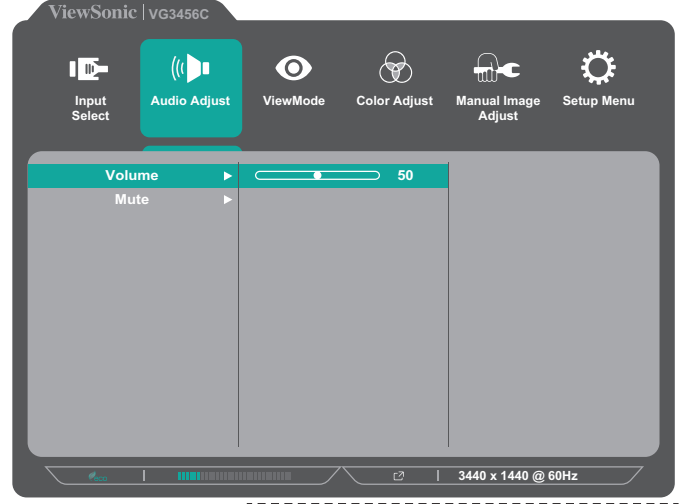 ViewSonic | VG3456C
Input Select
Audio Adjust
ViewMode
Color Adjust
Manual Image Adjust
Setup Menu
Volume 50
Mute
eco
3440 x 1440 @ 60Hz